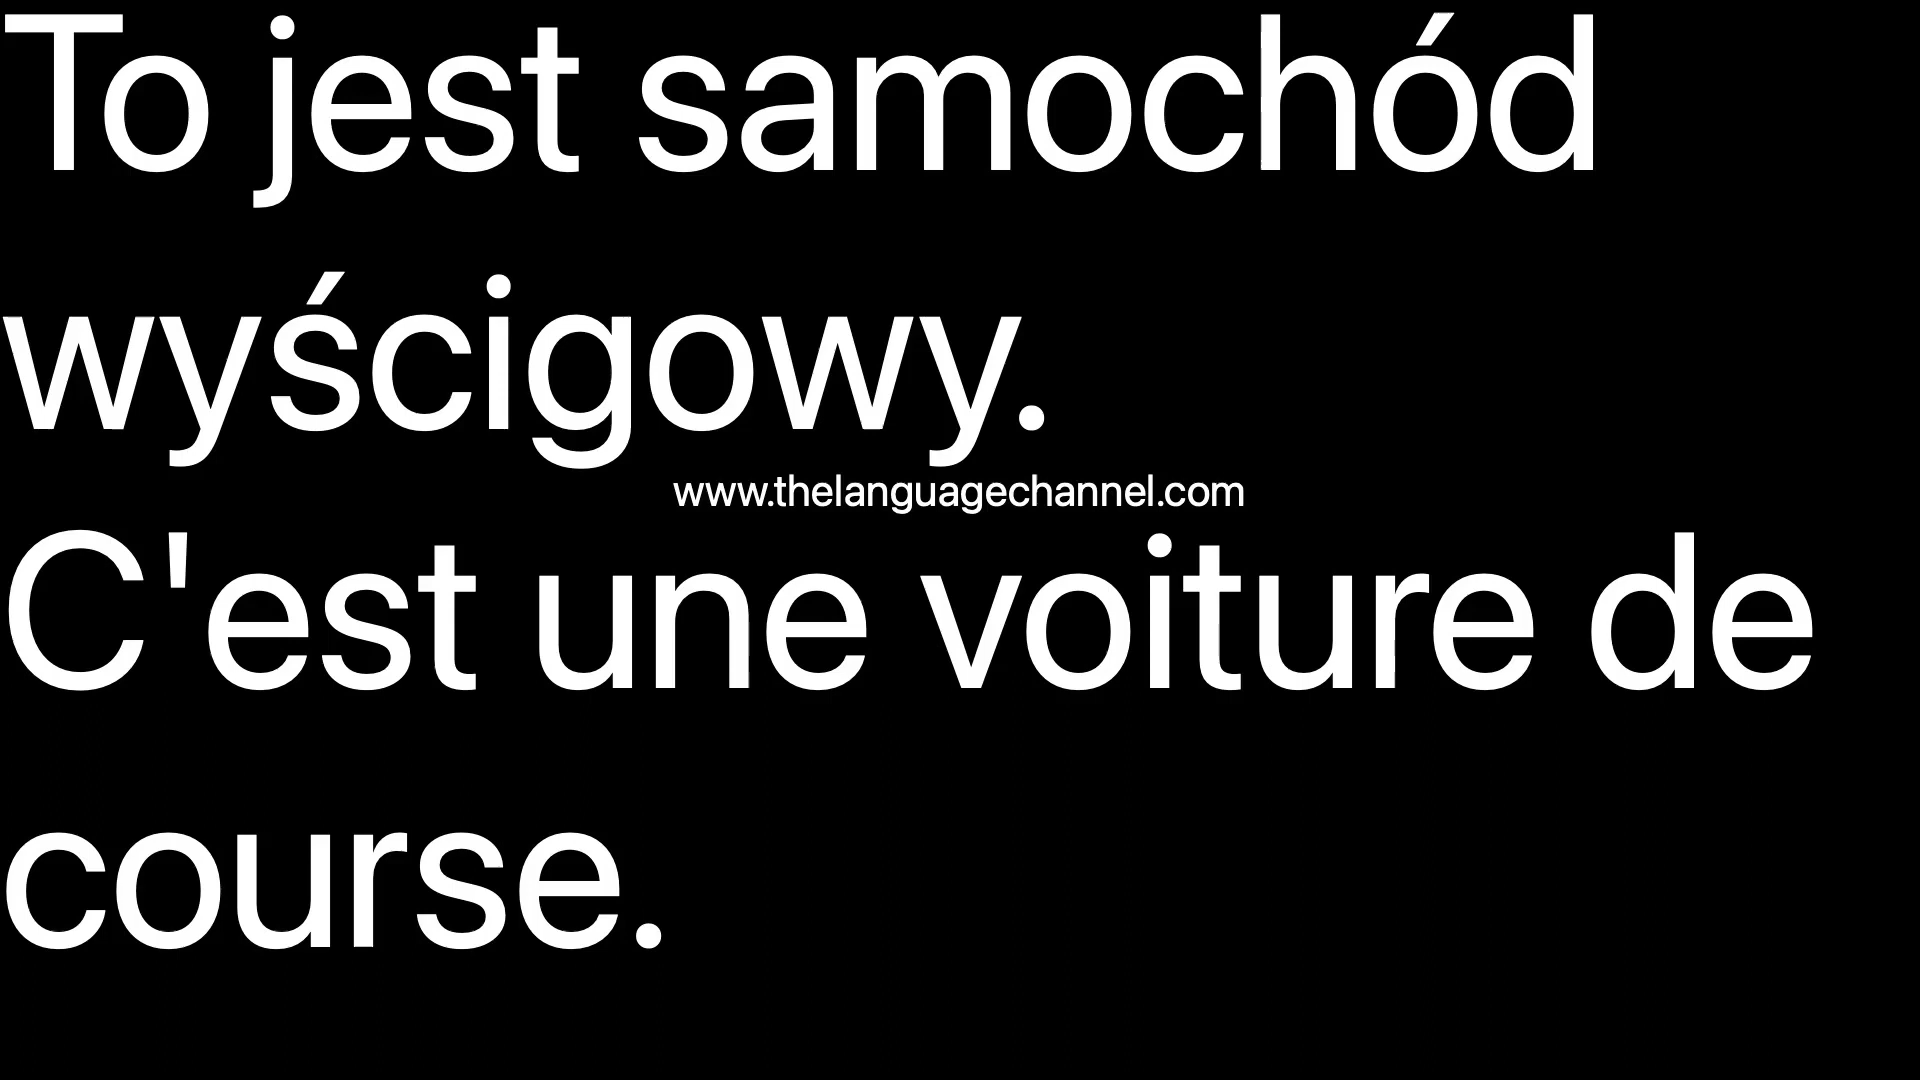 To jest samochód
wyścigowy.
www.thelanguagechannel.com
C'est une voiture de
course.